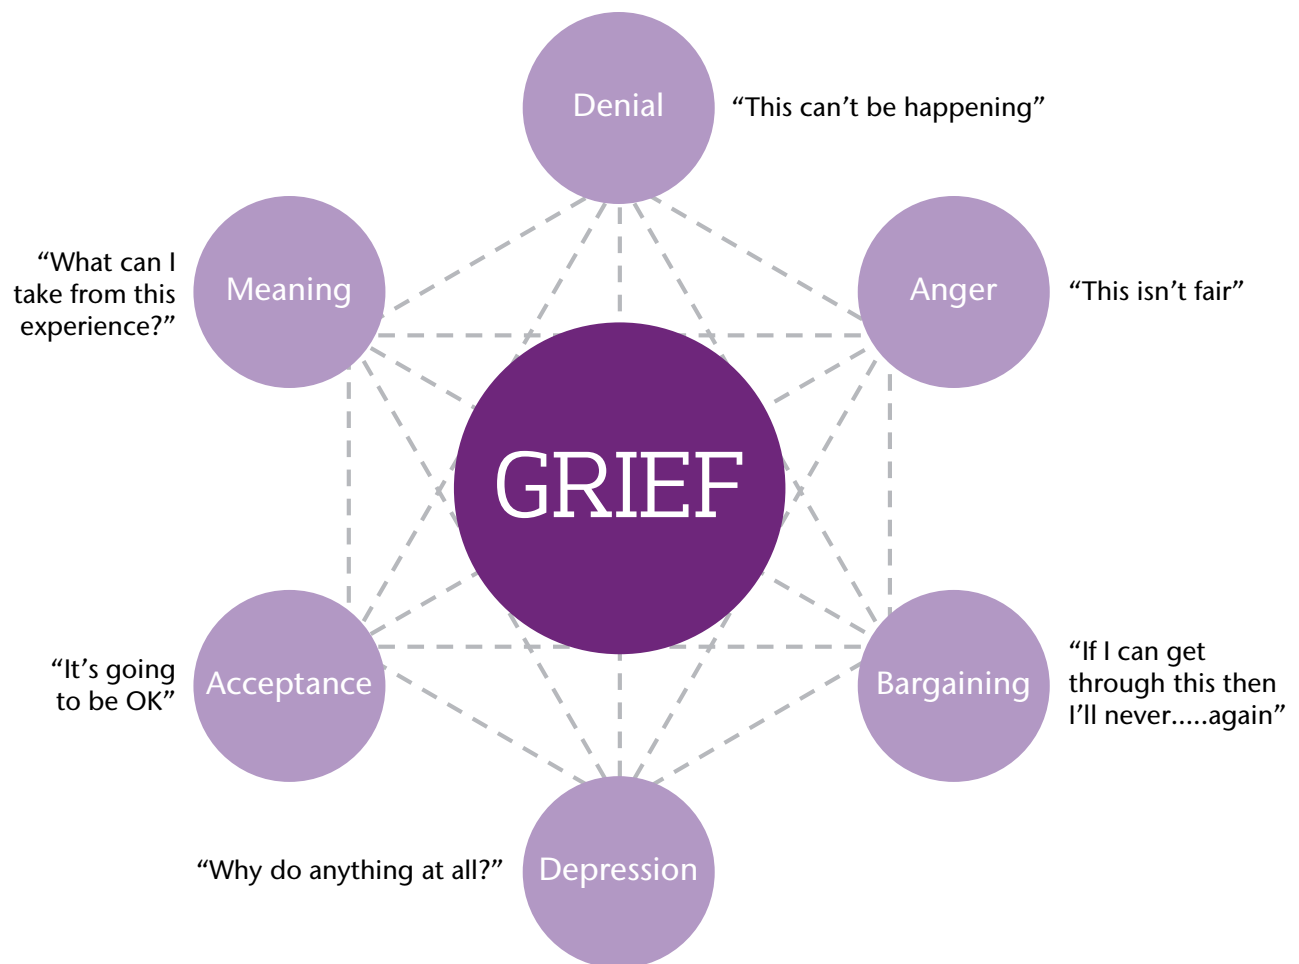 Denial
“This can’t be happening”
Anger
“This isn’t fair”
Bargaining
“If I can get
through this then
I’ll never.....again”
Depression
“Why do anything at all?”
Acceptance
“It’s going
to be OK”
Meaning
“What can I
take from this
experience?”
GRIEF